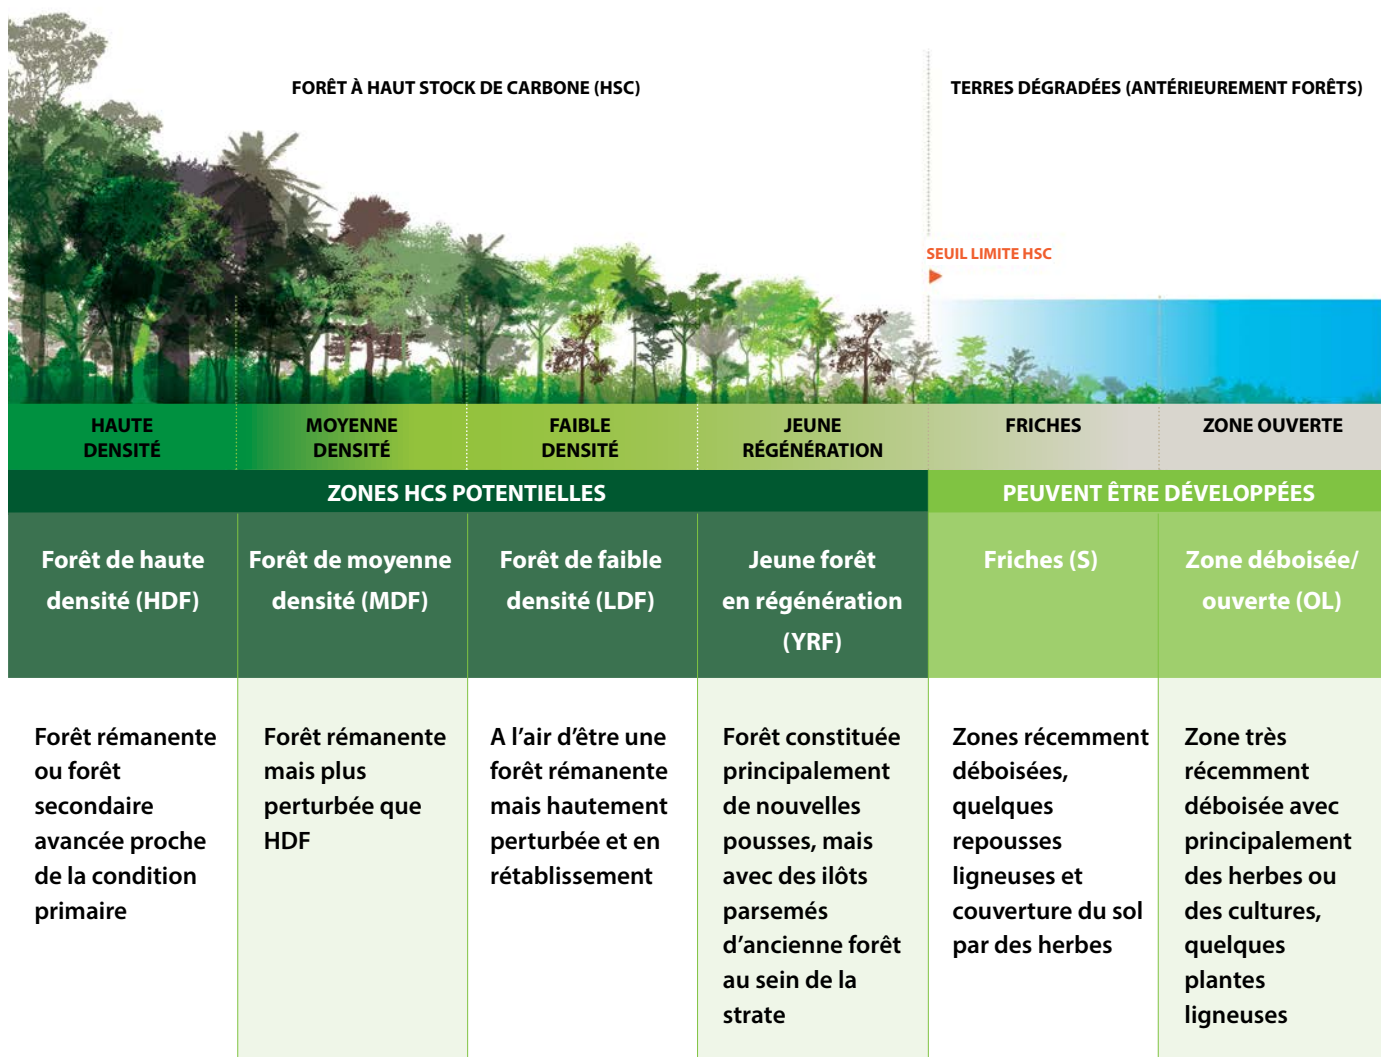 FORÊT À HAUT STOCK DE CARBONE (HSC)
TERRES DÉGRADÉES (ANTÉRIEUREMENT FORÊTS)
SEUIL LIMITE HSC
HAUTE
DENSITÉ
MOYENNE
DENSITÉ
FAIBLE
DENSITÉ
JEUNE
RÉGÉNÉRATION
FRICHES
ZONE OUVERTE
ZONES HCS POTENTIELLES
PEUVENT ÊTRE DÉVELOPPÉES
Forêt de haute
densité (HDF)
Forêt de moyenne
densité (MDF)
Forêt de faible
densité (LDF)
Jeune forêt
en régénération
(YRF)
Friches (S)
Zone déboisée/
ouverte (OL)
Forêt rémanente
ou forêt
secondaire
avancée proche
de la condition
primaire
Forêt rémanente
mais plus
perturbée que
HDF
A l'air d'être une
forêt rémanente
mais hautement
perturbée et en
rétablissement
Forêt constituée
principalement
de nouvelles
pousses, mais
avec des ilôts
parsemés
d'ancienne forêt
au sein de la
strate
Zones récemment
déboisées,
quelques
repousses
ligneuses et
couverture du sol
par des herbes
Zone très
récemment
déboisée avec
principalement
des herbes ou
des cultures,
quelques
plantes
ligneuses